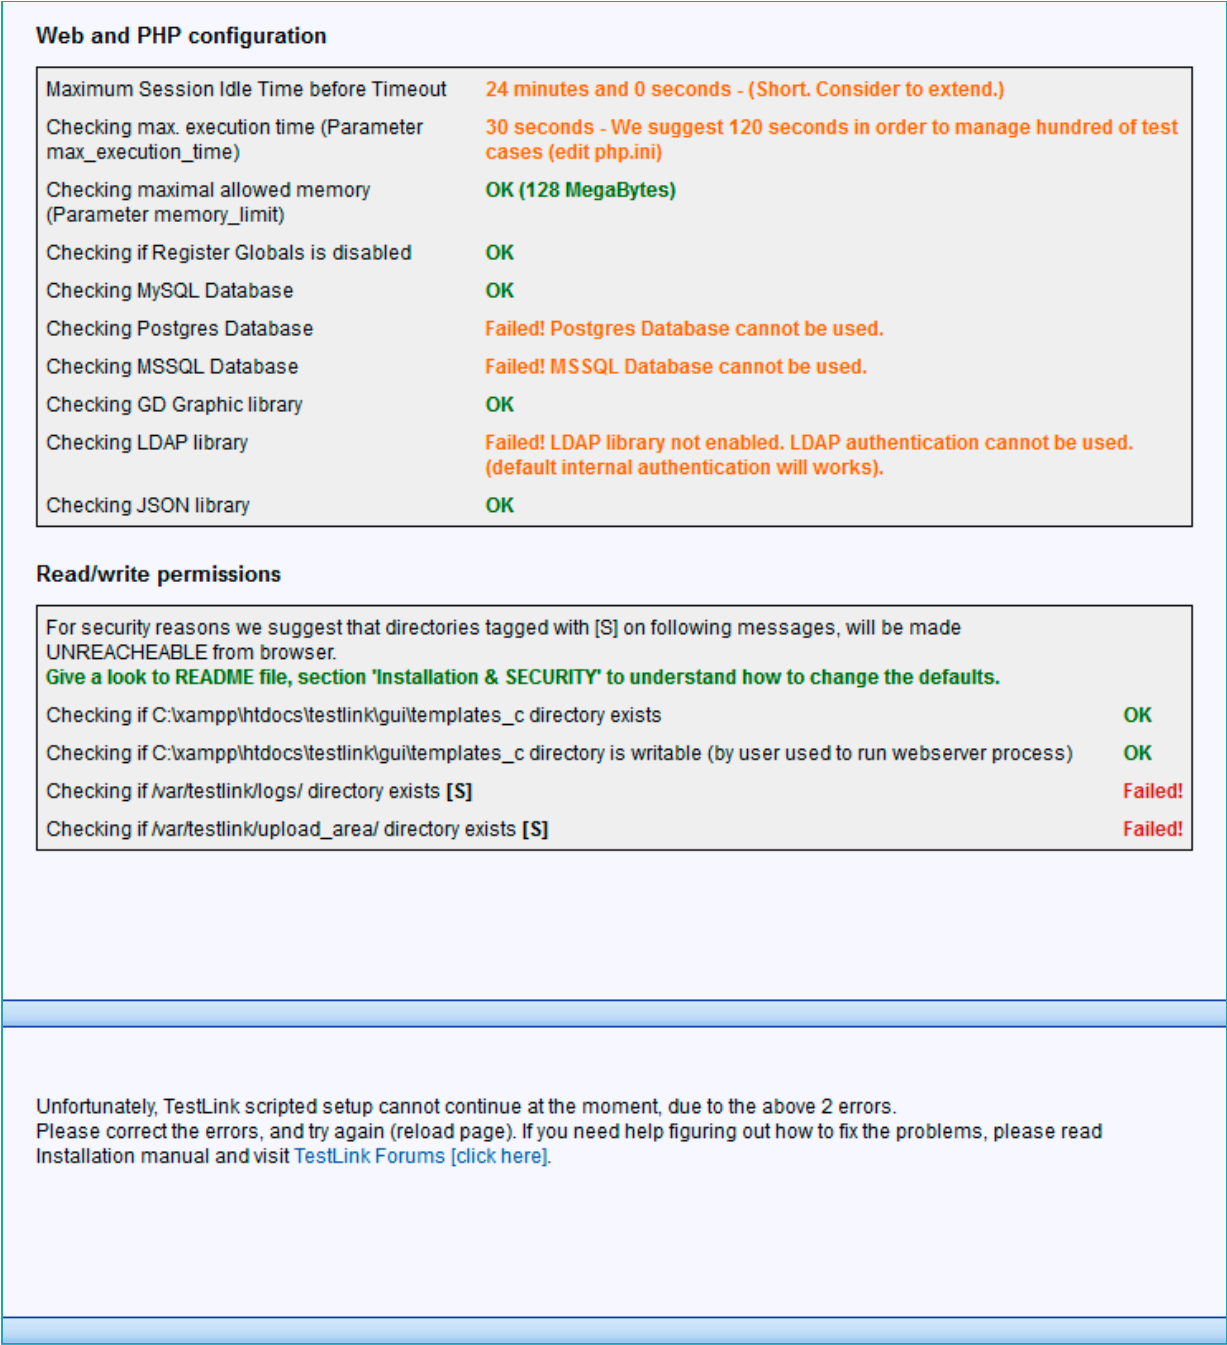 Web and PHP configuration
Maximum Session Idle Time before Timeout 24 minutes and 0 seconds - (Short. Consider to extend.)
Checking max. execution time (Parameter max_execution_time) 30 seconds - We suggest 120 seconds in order to manage hundred of test cases (edit php.ini)
Checking maximal allowed memory (Parameter memory_limit) OK (128 MegaBytes)
Checking if Register Globals is disabled OK
Checking MySQL Database OK
Checking Postgres Database Failed! Postgres Database cannot be used.
Checking MSSQL Database Failed! MSSQL Database cannot be used.
Checking GD Graphic library OK
Checking LDAP library Failed! LDAP library not enabled. LDAP authentication cannot be used. (default internal authentication will works).
Checking JSON library OK
Read/write permissions
For security reasons we suggest that directories tagged with [S] on following messages, will be made
UNREACHEABLE from browser.
Give a look to README file, section 'Installation & SECURITY' to understand how to change the defaults.
Checking if C:\xampp\htdocs\testlink\gui\templates_c directory exists OK
Checking if C:\xampp\htdocs\testlink\gui\templates_c directory is writable (by user used to run webserver process) OK
Checking if /var/testlink/logs/ directory exists [S] Failed!
Checking if /var/testlink/upload_area/ directory exists [S] Failed!
Unfortunately, TestLink scripted setup cannot continue at the moment, due to the above 2 errors.
Please correct the errors, and try again (reload page). If you need help figuring out how to fix the problems, please read
Installation manual and visit TestLink Forums [click here].